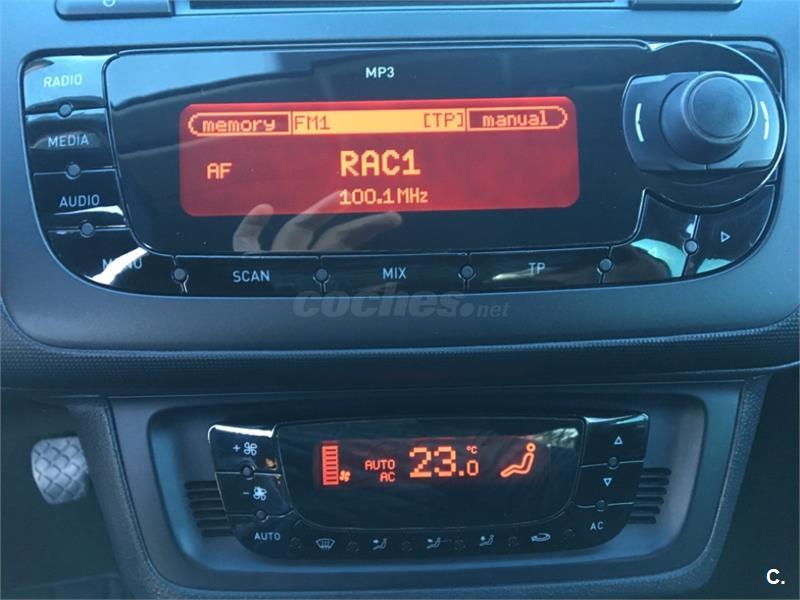 MP3
RADIO
MEDIA
AUDIO
MENU
memory FM1 [TP] manual
AF RAC1
100.1MHz
SCAN MIX TP
coches.net
AUTO
AC
23.0 °C
AUTO
AC
C.